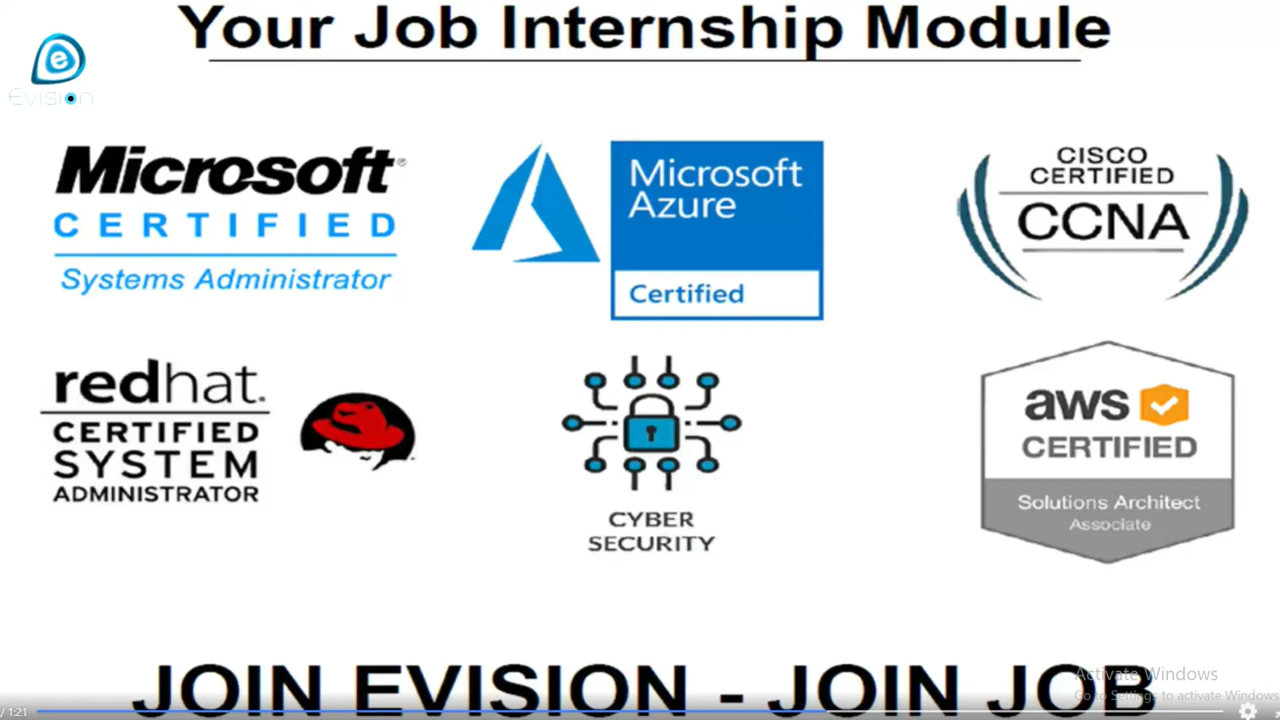 Your Job Internship Module
e
Evision
Microsoft®
CERTIFIED
Systems Administrator
Microsoft
Azure
Certified
CISCO
CERTIFIED
CCNA
redhat.
CERTIFIED
SYSTEM
ADMINISTRATOR
CYBER
SECURITY
aws
CERTIFIED
Solutions Architect
Associate
JOIN EVISION - JOIN JOB
Activate Windows
Go to Settings to activate Windows
/ 1:21